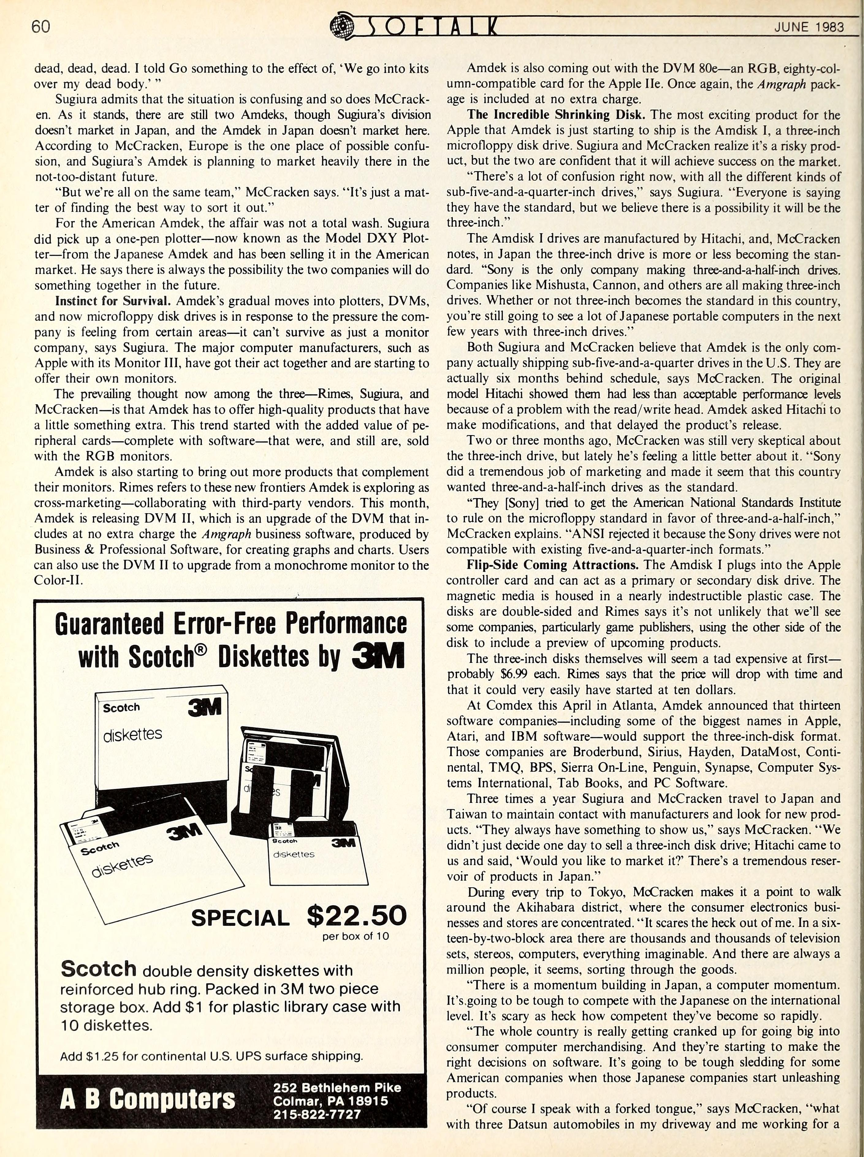 60
SOFTALK
JUNE 1983
dead, dead, dead. I told Go something to the effect of, ‘We go into kits
over my dead body.’ ”
Sugiura admits that the situation is confusing and so does McCrack-
en. As it stands, there are still two Amdeks, though Sugiura's division
doesn't market in Japan, and the Amdek in Japan doesn't market here.
According to McCracken, Europe is the one place of possible confu-
sion, and Sugiura's Amdek is planning to market heavily there in the
not-too-distant future.
“But we're all on the same team,” McCracken says. “It's just a mat-
ter of finding the best way to sort it out.”
For the American Amdek, the affair was not a total wash. Sugiura
did pick up a one-pen plotter—now known as the Model DXY Plot-
ter—from the Japanese Amdek and has been selling it in the American
market. He says there is always the possibility the two companies will do
something together in the future.
Instinct for Survival. Amdek's gradual moves into plotters, DVMs,
and now microfloppy disk drives is in response to the pressure the com-
pany is feeling from certain areas—it can't survive as just a monitor
company, says Sugiura. The major computer manufacturers, such as
Apple with its Monitor III, have got their act together and are starting to
offer their own monitors.
The prevailing thought now among the three—Rimes, Sugiura, and
McCracken—is that Amdek has to offer high-quality products that have
a little something extra. This trend started with the added value of pe-
ripheral cards—complete with software—that were, and still are, sold
with the RGB monitors.
Amdek is also starting to bring out more products that complement
their monitors. Rimes refers to these new frontiers Amdek is exploring as
cross-marketing—collaborating with third-party vendors. This month,
Amdek is releasing DVM II, which is an upgrade of the DVM that in-
cludes at no extra charge the Amgraph business software, produced by
Business & Professional Software, for creating graphs and charts. Users
can also use the DVM II to upgrade from a monochrome monitor to the
Color-II.
Guaranteed Error-Free Performance
with Scotch® Diskettes by 3M
Scotch 3M
diskettes
Scotch 3M
diskettes
Scotch 3M
diskettes
SPECIAL $22.50
per box of 10
Scotch double density diskettes with
reinforced hub ring. Packed in 3M two piece
storage box. Add $1 for plastic library case with
10 diskettes.
Add $1.25 for continental U.S. UPS surface shipping.
A B Computers
252 Bethlehem Pike
Colmar, PA 18915
215-822-7727
Amdek is also coming out with the DVM 80e—an RGB, eighty-col-
umn-compatible card for the Apple IIe. Once again, the Amgraph pack-
age is included at no extra charge.
The Incredible Shrinking Disk. The most exciting product for the
Apple that Amdek is just starting to ship is the Amdisk I, a three-inch
microfloppy disk drive. Sugiura and McCracken realize it's a risky prod-
uct, but the two are confident that it will achieve success on the market.
“There's a lot of confusion right now, with all the different kinds of
sub-five-and-a-quarter-inch drives,” says Sugiura. “Everyone is saying
they have the standard, but we believe there is a possibility it will be the
three-inch.”
The Amdisk I drives are manufactured by Hitachi, and, McCracken
notes, in Japan the three-inch drive is more or less becoming the stan-
dard. “Sony is the only company making three-and-a-half-inch drives.
Companies like Mishusta, Cannon, and others are all making three-inch
drives. Whether or not three-inch becomes the standard in this country,
you're still going to see a lot of Japanese portable computers in the next
few years with three-inch drives.”
Both Sugiura and McCracken believe that Amdek is the only com-
pany actually shipping sub-five-and-a-quarter drives in the U.S. They are
actually six months behind schedule, says McCracken. The original
model Hitachi showed them had less than acceptable performance levels
because of a problem with the read/write head. Amdek asked Hitachi to
make modifications, and that delayed the product's release.
Two or three months ago, McCracken was still very skeptical about
the three-inch drive, but lately he's feeling a little better about it. “Sony
did a tremendous job of marketing and made it seem that this country
wanted three-and-a-half-inch drives as the standard.
“They [Sony] tried to get the American National Standards Institute
to rule on the microfloppy standard in favor of three-and-a-half-inch,”
McCracken explains. “ANSI rejected it because the Sony drives were not
compatible with existing five-and-a-quarter-inch formats.”
Flip-Side Coming Attractions. The Amdisk I plugs into the Apple
controller card and can act as a primary or secondary disk drive. The
magnetic media is housed in a nearly indestructible plastic case. The
disks are double-sided and Rimes says it's not unlikely that we'll see
some companies, particularly game publishers, using the other side of the
disk to include a preview of upcoming products.
The three-inch disks themselves will seem a tad expensive at first—
probably $6.99 each. Rimes says that the price will drop with time and
that it could very easily have started at ten dollars.
At Comdex this April in Atlanta, Amdek announced that thirteen
software companies—including some of the biggest names in Apple,
Atari, and IBM software—would support the three-inch-disk format.
Those companies are Broderbund, Sirius, Hayden, DataMost, Conti-
nental, TMQ, BPS, Sierra On-Line, Penguin, Synapse, Computer Sys-
tems International, Tab Books, and PC Software.
Three times a year Sugiura and McCracken travel to Japan and
Taiwan to maintain contact with manufacturers and look for new prod-
ucts. “They always have something to show us,” says McCracken. “We
didn't just decide one day to sell a three-inch disk drive; Hitachi came to
us and said, ‘Would you like to market it?’ There's a tremendous reser-
voir of products in Japan.”
During every trip to Tokyo, McCracken makes it a point to walk
around the Akihabara district, where the consumer electronics busi-
nesses and stores are concentrated. “It scares the heck out of me. In a six-
teen-by-two-block area there are thousands and thousands of television
sets, stereos, computers, everything imaginable. And there are always a
million people, it seems, sorting through the goods.
“There is a momentum building in Japan, a computer momentum.
It's going to be tough to compete with the Japanese on the international
level. It's scary as heck how competent they've become so rapidly.
“The whole country is really getting cranked up for going big into
consumer computer merchandising. And they're starting to make the
right decisions on software. It's going to be tough sledding for some
American companies when those Japanese companies start unleashing
products.
“Of course I speak with a forked tongue,” says McCracken, “what
with three Datsun automobiles in my driveway and me working for a